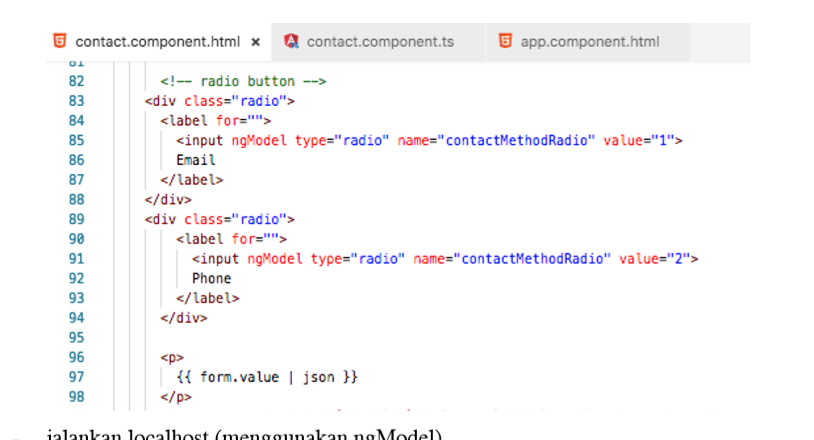 contact.component.html × contact.component.ts app.component.html
81
82 <!-- radio button -->
83 <div class="radio">
84 <label for="">
85 <input ngModel type="radio" name="contactMethodRadio" value="1">
86 Email
87 </label>
88 </div>
89 <div class="radio">
90 <label for="">
91 <input ngModel type="radio" name="contactMethodRadio" value="2">
92 Phone
93 </label>
94 </div>
95
96 <p>
97 {{ form.value | json }}
98 </p>
- jalankan localhost (menggunakan ngModel)